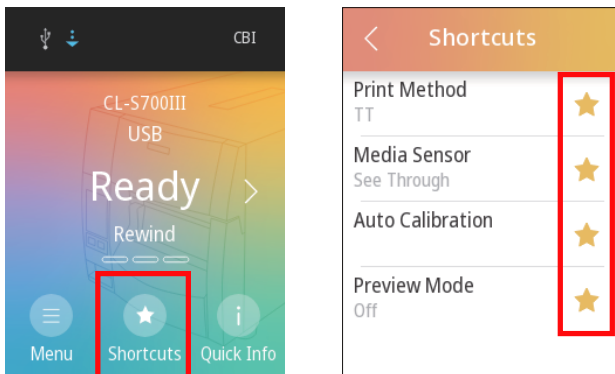 CBI
CL-S700III
USB
Ready
Rewind
Menu Shortcuts Quick Info
Shortcuts
Print Method
TT
Media Sensor
See Through
Auto Calibration
Preview Mode
Off